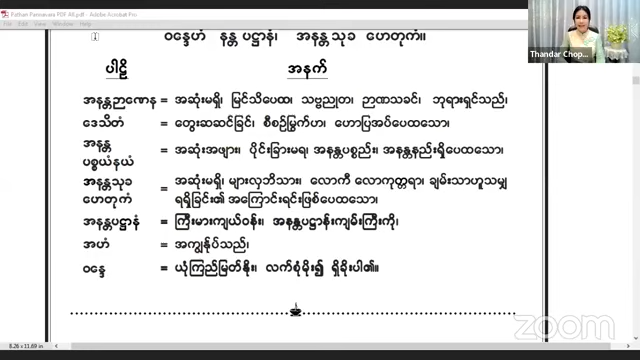 Pathan Pannavara PDF All.pdf - Adobe Acrobat Pro
File Edit View Window Help
၁
ဝန္ဒေဟံ နန္တ ပဋ္ဌာနံ၊ အနန္တ သုခ ဟေတုကံ။
ပါဠိ အနက်
အနန္တဉာဏေန = အဆုံးမရှိ၊ မြင်သိပေထ၊ သဗ္ဗညုတ၊ ဉာဏသခင်၊ ဘုရားရှင်သည်၊
ဒေသိတံ = တွေးဆဆင်ခြင်၊ စီစဉ်မြွက်ဟ၊ ဟောပြအပ်ပေထသော၊
အနန္တ
ပစ္စယံနယံ = အဆုံးအဖျား၊ ပိုင်းခြားမရ၊ အနန္တပစ္စည်း၊ အနန္တနည်းရှိပေထသော၊
အနန္တသုခ
ဟေတုကံ = အဆုံးမရှိ၊ များလှဘိသား၊ လောကီ လောကုတ္တရာ၊ ချမ်းသာဟူသမျှ
ရရှိခြင်း၏ အကြောင်းရင်းဖြစ်ပေထသော၊
အနန္တပဋ္ဌာနံ = ကြီးမားကျယ်ဝန်း၊ အနန္တပဋ္ဌာန်းကျမ်းကြီးကို၊
အဟံ = အကျွန်ုပ်သည်၊
ဝန္ဒေ = ယုံကြည်မြတ်နိုး၊ လက်စုံမိုး၍ ရှိခိုးပါ၏။
8.26 x 11.69 in
Thandar Chop...
zoom